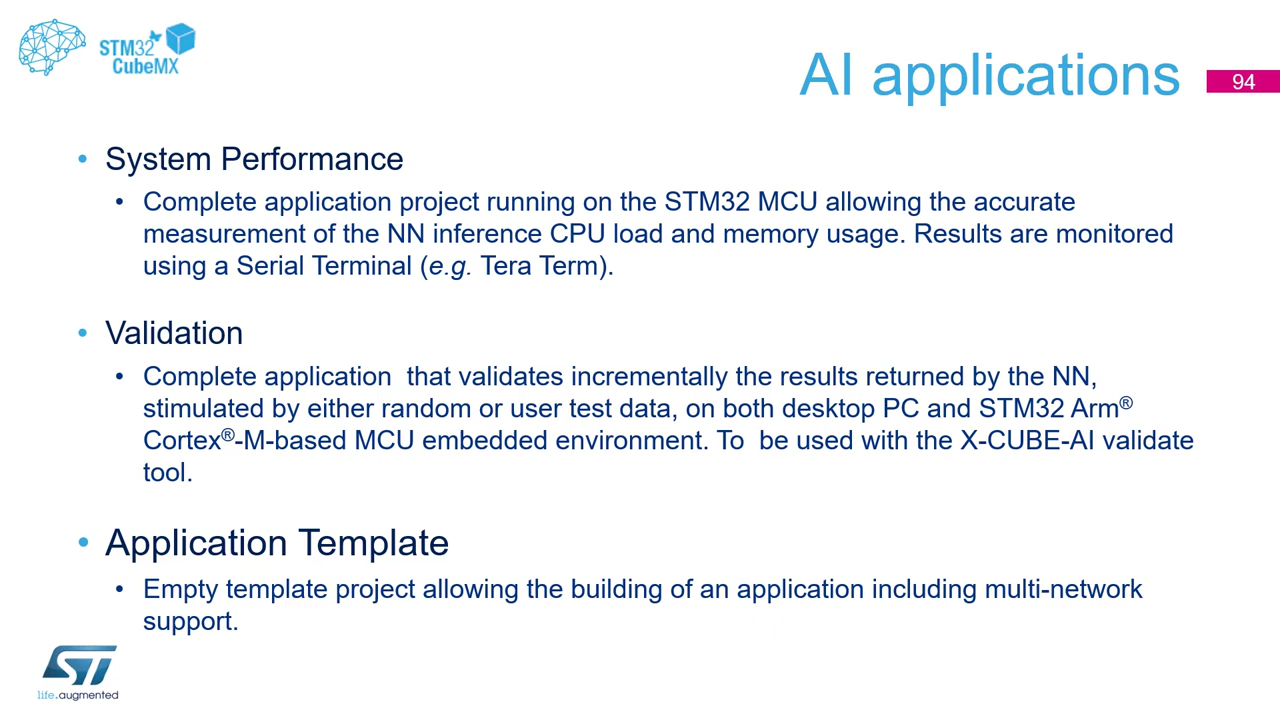 STM32
CubeMX
AI applications
94
• System Performance
• Complete application project running on the STM32 MCU allowing the accurate
measurement of the NN inference CPU load and memory usage. Results are monitored
using a Serial Terminal (e.g. Tera Term).
• Validation
• Complete application  that validates incrementally the results returned by the NN,
stimulated by either random or user test data, on both desktop PC and STM32 Arm®
Cortex®-M-based MCU embedded environment. To  be used with the X-CUBE-AI validate
tool.
• Application Template
• Empty template project allowing the building of an application including multi-network
support.
ST
life.augmented